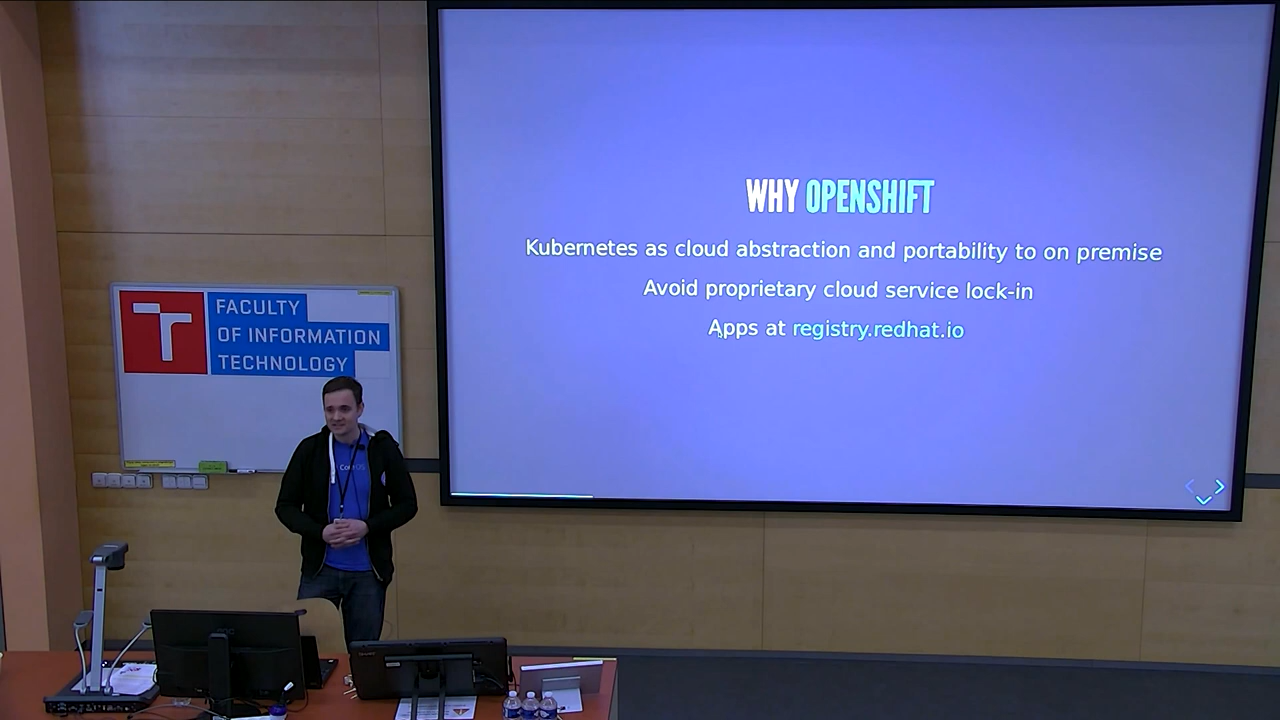 WHY OPENSHIFT
Kubernetes as cloud abstraction and portability to on premise
Avoid proprietary cloud service lock-in
Apps at registry.redhat.io
FACULTY
OF INFORMATION
TECHNOLOGY
CoreOS